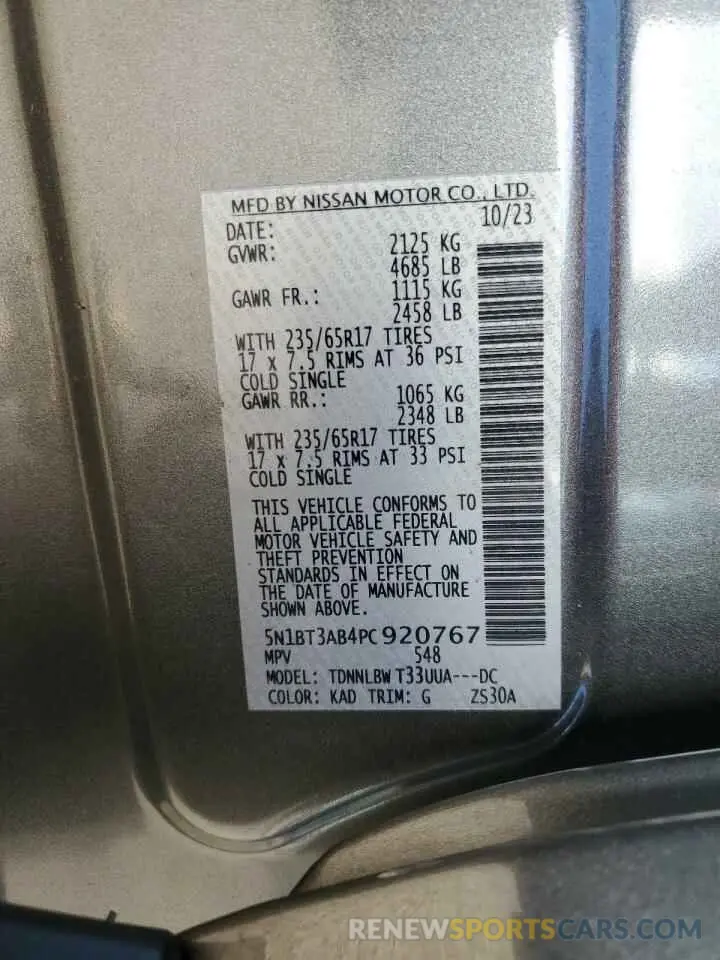 MFD BY NISSAN MOTOR CO., LTD.
DATE: 10/23
GVWR: 2125 KG
4685 LB
GAWR FR.: 1115 KG
2458 LB
WITH 235/65R17 TIRES
17 x 7.5 RIMS AT 36 PSI
COLD SINGLE
GAWR RR.: 1065 KG
2348 LB
WITH 235/65R17 TIRES
17 x 7.5 RIMS AT 33 PSI
COLD SINGLE
THIS VEHICLE CONFORMS TO
ALL APPLICABLE FEDERAL
MOTOR VEHICLE SAFETY AND
THEFT PREVENTION
STANDARDS IN EFFECT ON
THE DATE OF MANUFACTURE
SHOWN ABOVE.
5N1BT3AB4PC920767
MPV 548
MODEL: TDNNLBW T33UUA---DC
COLOR: KAD TRIM: G ZS30A
RENEWSPORTSCARS.COM